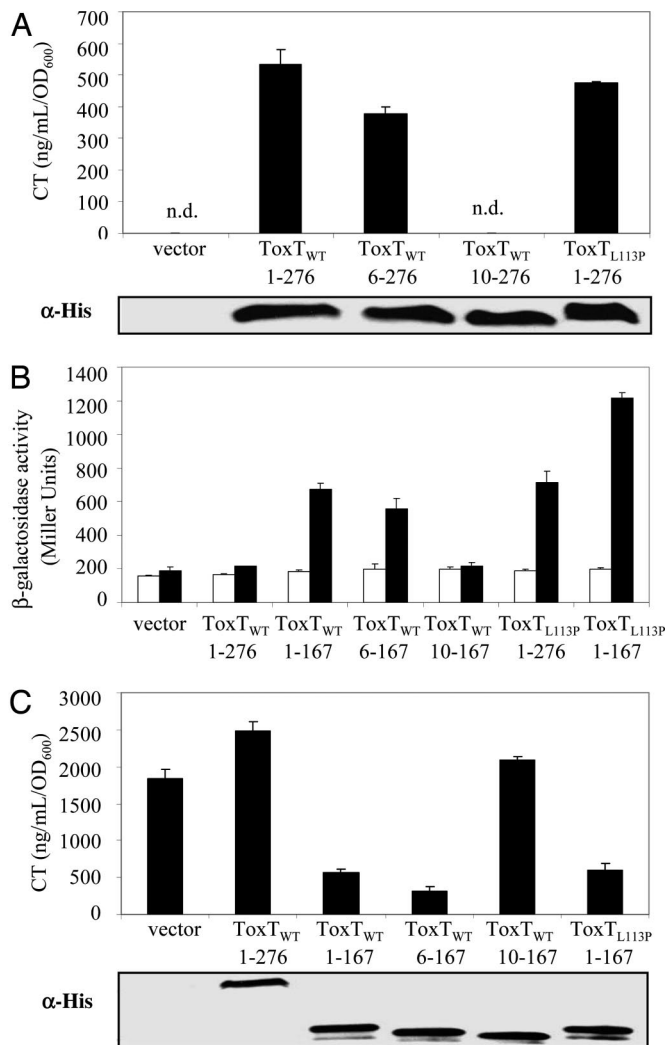 A
CT (ng/mL/OD600)
700
600
500
400
300
200
100
0
n.d.
n.d.
vector
ToxTWT
1-276
ToxTWT
6-276
ToxTWT
10-276
ToxTL113P
1-276
α-His
B
β-galactosidase activity
(Miller Units)
1400
1200
1000
800
600
400
200
0
vector
ToxTWT
1-276
ToxTWT
1-167
ToxTWT
6-167
ToxTWT
10-167
ToxTL113P
1-276
ToxTL113P
1-167
C
CT (ng/mL/OD600)
3000
2500
2000
1500
1000
500
0
vector
ToxTWT
1-276
ToxTWT
1-167
ToxTWT
6-167
ToxTWT
10-167
ToxTL113P
1-167
α-His